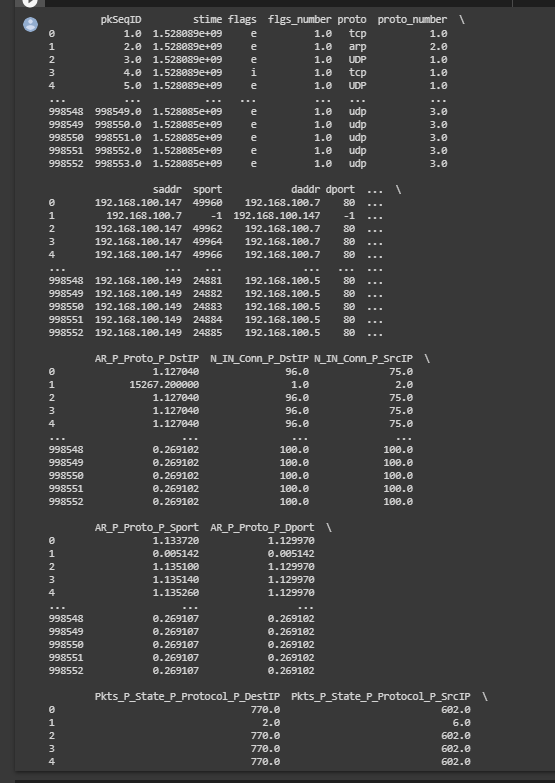 pkSeqID stime flags flgs_number proto proto_number \
0 1.0 1.528089e+09 e 1.0 tcp 1.0
1 2.0 1.528089e+09 e 1.0 arp 2.0
2 3.0 1.528089e+09 e 1.0 UDP 1.0
3 4.0 1.528089e+09 i 1.0 tcp 1.0
4 5.0 1.528089e+09 e 1.0 UDP 1.0
... ... ... ... ... ... ...
998548 998549.0 1.528085e+09 e 1.0 udp 3.0
998549 998550.0 1.528085e+09 e 1.0 udp 3.0
998550 998551.0 1.528085e+09 e 1.0 udp 3.0
998551 998552.0 1.528085e+09 e 1.0 udp 3.0
998552 998553.0 1.528085e+09 e 1.0 udp 3.0
saddr sport daddr dport ... \
0 192.168.100.147 49960 192.168.100.7 80 ...
1 192.168.100.7 -1 192.168.100.147 -1 ...
2 192.168.100.147 49962 192.168.100.7 80 ...
3 192.168.100.147 49964 192.168.100.7 80 ...
4 192.168.100.147 49966 192.168.100.7 80 ...
... ... ... ... ... ...
998548 192.168.100.149 24881 192.168.100.5 80 ...
998549 192.168.100.149 24882 192.168.100.5 80 ...
998550 192.168.100.149 24883 192.168.100.5 80 ...
998551 192.168.100.149 24884 192.168.100.5 80 ...
998552 192.168.100.149 24885 192.168.100.5 80 ...
AR_P_Proto_P_DstIP N_IN_Conn_P_DstIP N_IN_Conn_P_SrcIP \
0 1.127040 96.0 75.0
1 15267.200000 1.0 2.0
2 1.127040 96.0 75.0
3 1.127040 96.0 75.0
4 1.127040 96.0 75.0
... ... ... ...
998548 0.269102 100.0 100.0
998549 0.269102 100.0 100.0
998550 0.269102 100.0 100.0
998551 0.269102 100.0 100.0
998552 0.269102 100.0 100.0
AR_P_Proto_P_Sport AR_P_Proto_P_Dport \
0 1.133720 1.129970
1 0.005142 0.005142
2 1.135100 1.129970
3 1.135140 1.129970
4 1.135260 1.129970
... ... ...
998548 0.269107 0.269102
998549 0.269107 0.269102
998550 0.269107 0.269102
998551 0.269107 0.269102
998552 0.269107 0.269102
Pkts_P_State_P_Protocol_P_DestIP Pkts_P_State_P_Protocol_P_SrcIP \
0 770.0 602.0
1 2.0 6.0
2 770.0 602.0
3 770.0 602.0
4 770.0 602.0